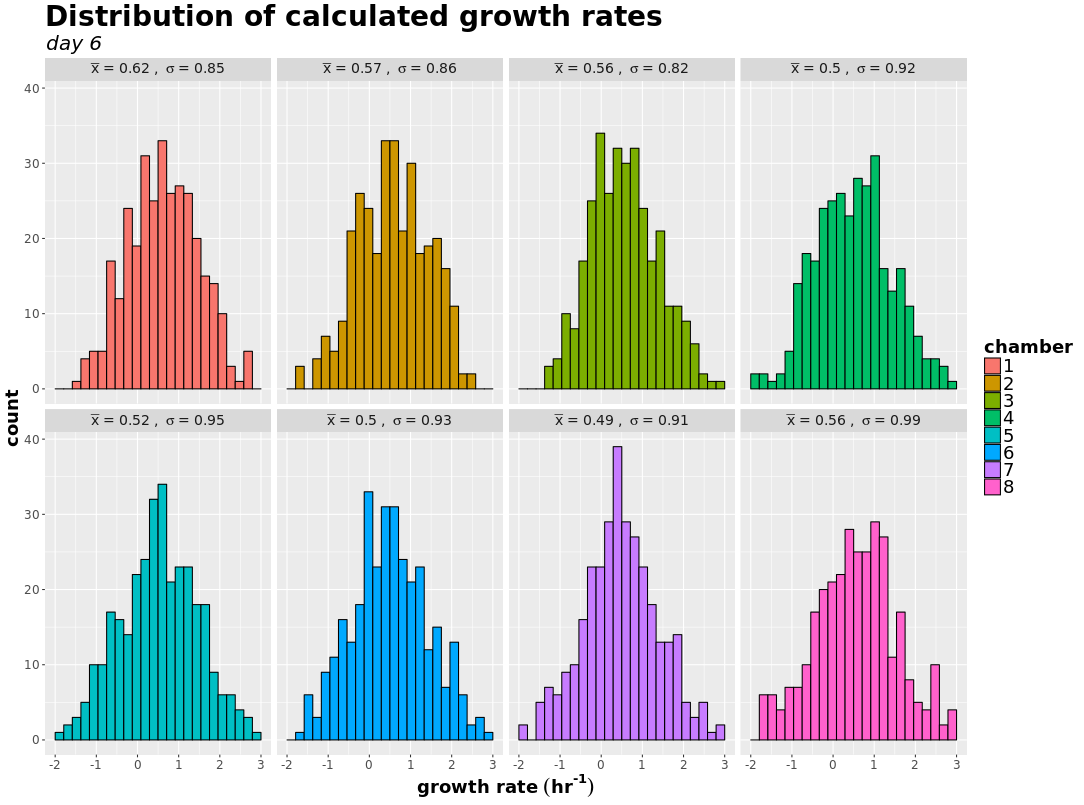 Distribution of calculated growth rates
day 6
x̅ = 0.62 , σ = 0.85
x̅ = 0.57 , σ = 0.86
x̅ = 0.56 , σ = 0.82
x̅ = 0.5 , σ = 0.92
40
30
20
10
0
x̅ = 0.52 , σ = 0.95
x̅ = 0.5 , σ = 0.93
x̅ = 0.49 , σ = 0.91
x̅ = 0.56 , σ = 0.99
40
30
20
10
0
-2 -1 0 1 2 3
-2 -1 0 1 2 3
-2 -1 0 1 2 3
-2 -1 0 1 2 3
count
growth rate (hr⁻¹)
chamber
1
2
3
4
5
6
7
8